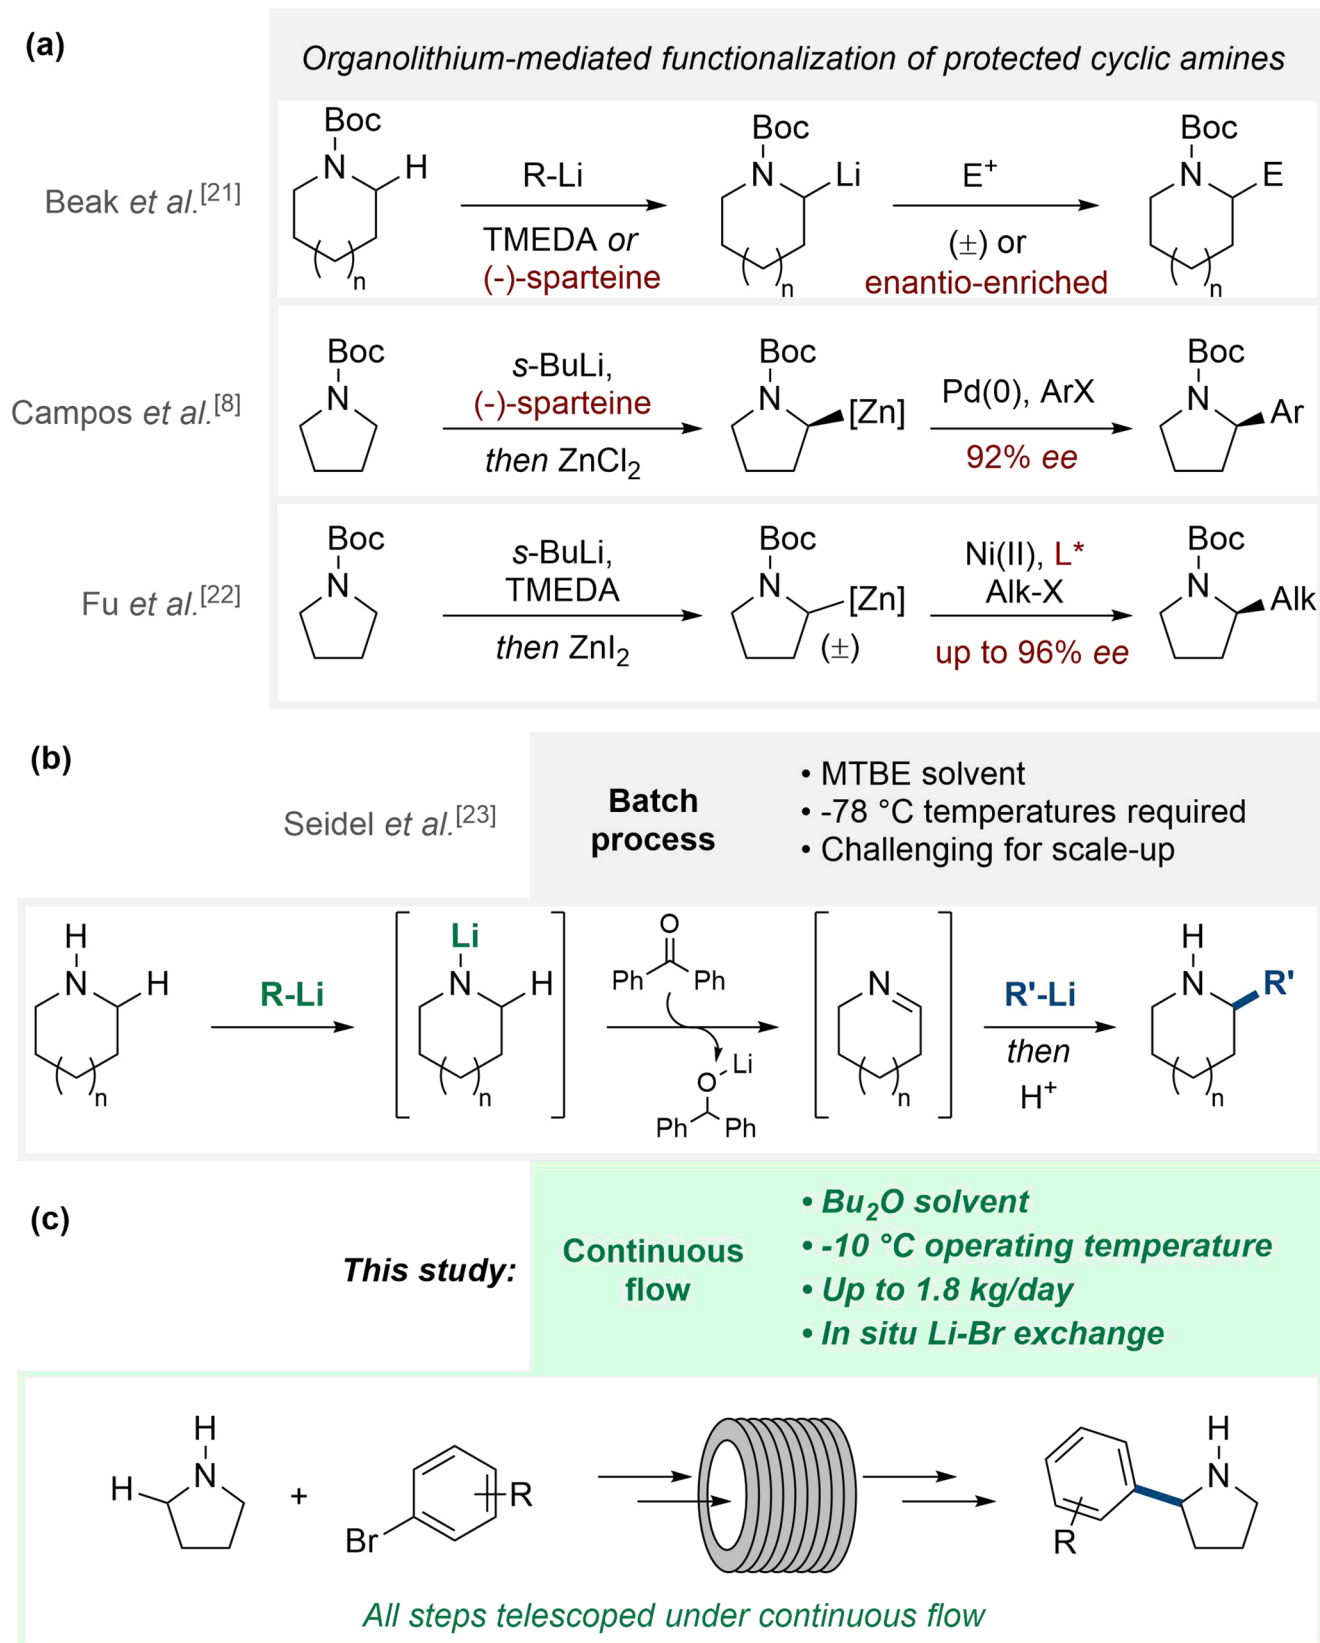 (a)
Organolithium-mediated functionalization of protected cyclic amines
Beak et al.[21]
Boc
N
H
n
R-Li
TMEDA or
(-)-sparteine
Boc
N
Li
n
E+
(±) or
enantio-enriched
Boc
N
E
n
Campos et al.[8]
Boc
N
s-BuLi,
(-)-sparteine
then ZnCl2
Boc
N
[Zn]
Pd(0), ArX
92% ee
Boc
N
Ar
Fu et al.[22]
Boc
N
s-BuLi,
TMEDA
then ZnI2
Boc
N
[Zn]
(±)
Ni(II), L*
Alk-X
up to 96% ee
Boc
N
Alk
(b)
Seidel et al.[23]
Batch
process
• MTBE solvent
• -78 °C temperatures required
• Challenging for scale-up
H
N
H
n
R-Li
Li
N
H
n
O
Ph
Ph
Li
O
Ph
Ph
N
n
R'-Li
then
H+
H
N
R'
n
(c)
This study:
Continuous
flow
• Bu2O solvent
• -10 °C operating temperature
• Up to 1.8 kg/day
• In situ Li-Br exchange
H
N
H
+
Br
R
R
H
N
All steps telescoped under continuous flow